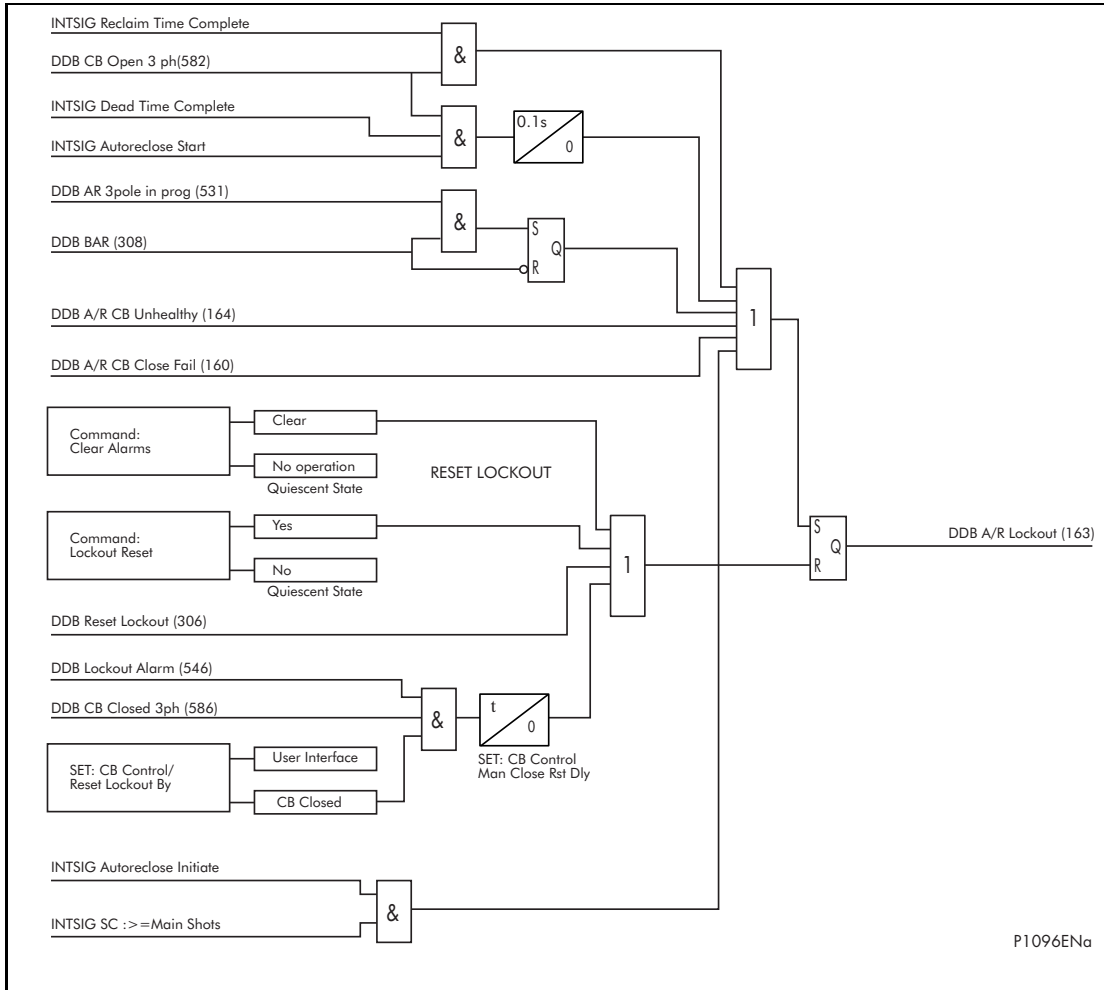 INTSIG Reclaim Time Complete
DDB CB Open 3 ph(582)
&
INTSIG Dead Time Complete
0.1s
&
0
INTSIG Autoreclose Start
DDB AR 3pole in prog (531)
&
S
Q
R
DDB BAR (308)
DDB A/R CB Unhealthy (164)
1
DDB A/R CB Close Fail (160)
Command:
Clear Alarms
Clear
No operation
Quiescent State
RESET LOCKOUT
Command:
Lockout Reset
Yes
No
Quiescent State
1
S
Q
R
DDB A/R Lockout (163)
DDB Reset Lockout (306)
DDB Lockout Alarm (546)
DDB CB Closed 3ph (586)
&
t
0
SET: CB Control
Man Close Rst Dly
SET: CB Control/
Reset Lockout By
User Interface
CB Closed
INTSIG Autoreclose Initiate
&
INTSIG SC :>=Main Shots
P1096ENa